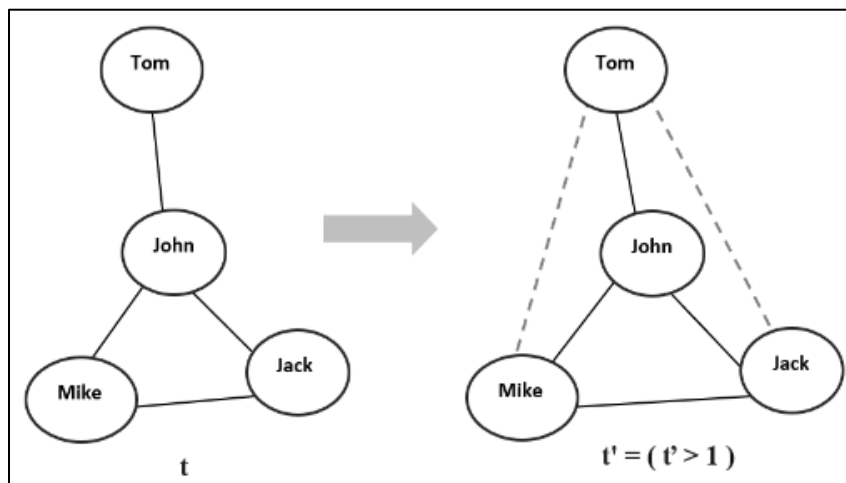 Tom
John
Mike
Jack
t
Tom
John
Mike
Jack
t' = ( t’ > 1 )